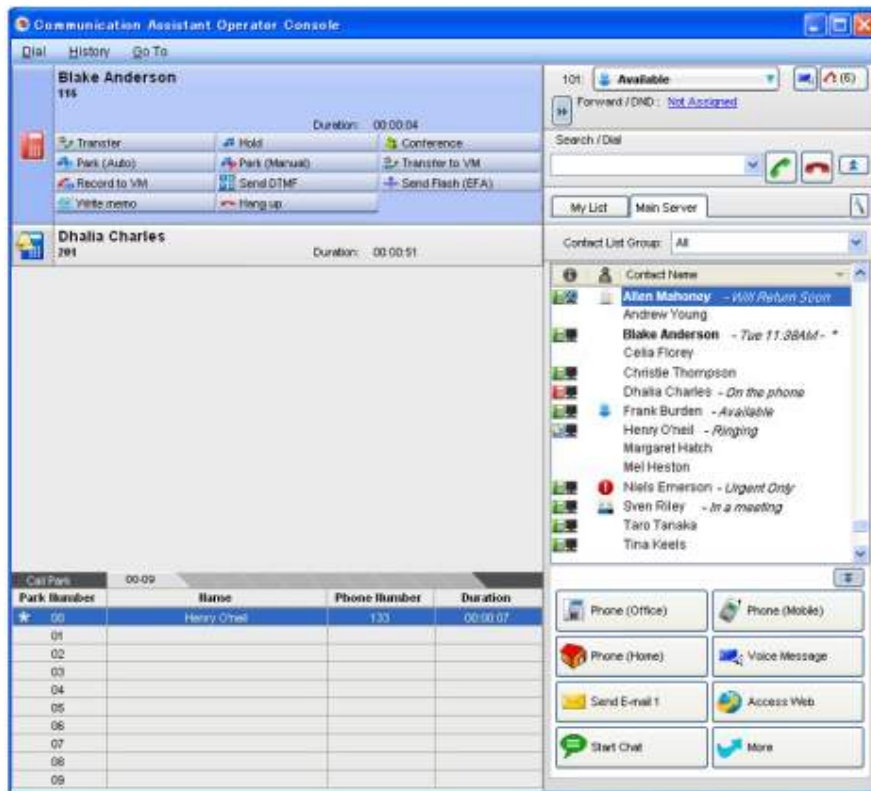 Communication Assistant Operator Console
Dial History Go To
Blake Anderson
116
Duration: 00:00:04
Transfer Hold Conference
Park (Auto) Park (Manual) Transfer to VM
Record to VM Send DTMF Send Flash (EFA)
Write memo Hang up
Dhalia Charles
201
Duration: 00:00:51
Call Park 00-09
Park Number Name Phone Number Duration
00 Henry O'neil 133 00:00:07
01
02
03
04
05
06
07
08
09
101: Available (6)
Forward / DND : Not Assigned
Search / Dial
My List Main Server
Contact List Group: All
Contact Name
Allen Mahoney - Will Return Soon
Andrew Young
Blake Anderson - Tue 11:38AM - *
Celia Florey
Christie Thompson
Dhalia Charles - On the phone
Frank Burden - Available
Henry O'neil - Ringing
Margaret Hatch
Mel Heston
Niels Emerson - Urgent Only
Sven Riley - In a meeting
Taro Tanaka
Tina Keels
Phone (Office) Phone (Mobile)
Phone (Home) Voice Message
Send E-mail 1 Access Web
Start Chat More